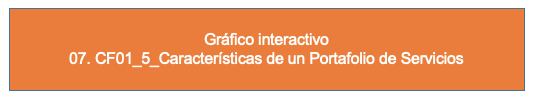 Gráfico interactivo
07. CF01_5_Características de un Portafolio de Servicios